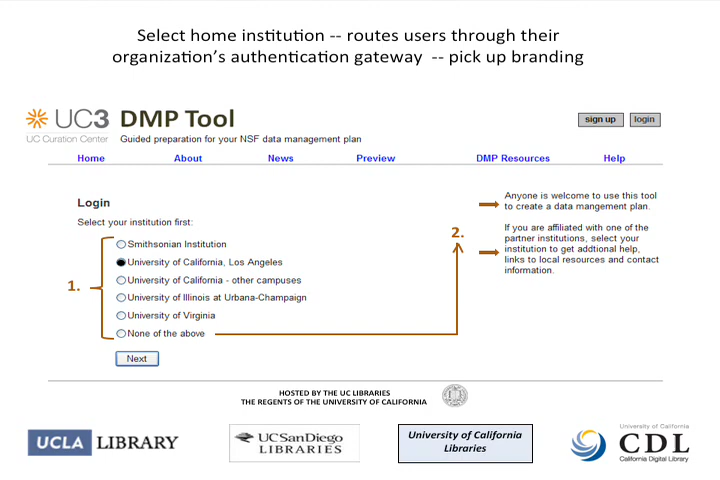 Select home institution -- routes users through their
organization's authentication gateway -- pick up branding
UC3 DMP Tool
UC Curation Center Guided preparation for your NSF data management plan
sign up login
Home About News Preview DMP Resources Help
Login
Select your institution first:
Smithsonian Institution
University of California, Los Angeles
University of California - other campuses
University of Illinois at Urbana-Champaign
University of Virginia
None of the above
1.
Next
2.
Anyone is welcome to use this tool
to create a data mangement plan.
If you are affiliated with one of the
partner institutions, select your
institution to get addtional help,
links to local resources and contact
information.
HOSTED BY THE UC LIBRARIES
THE REGENTS OF THE UNIVERSITY OF CALIFORNIA
UCLA LIBRARY
UC San Diego
LIBRARIES
University of California
Libraries
University of California
CDL
California Digital Library